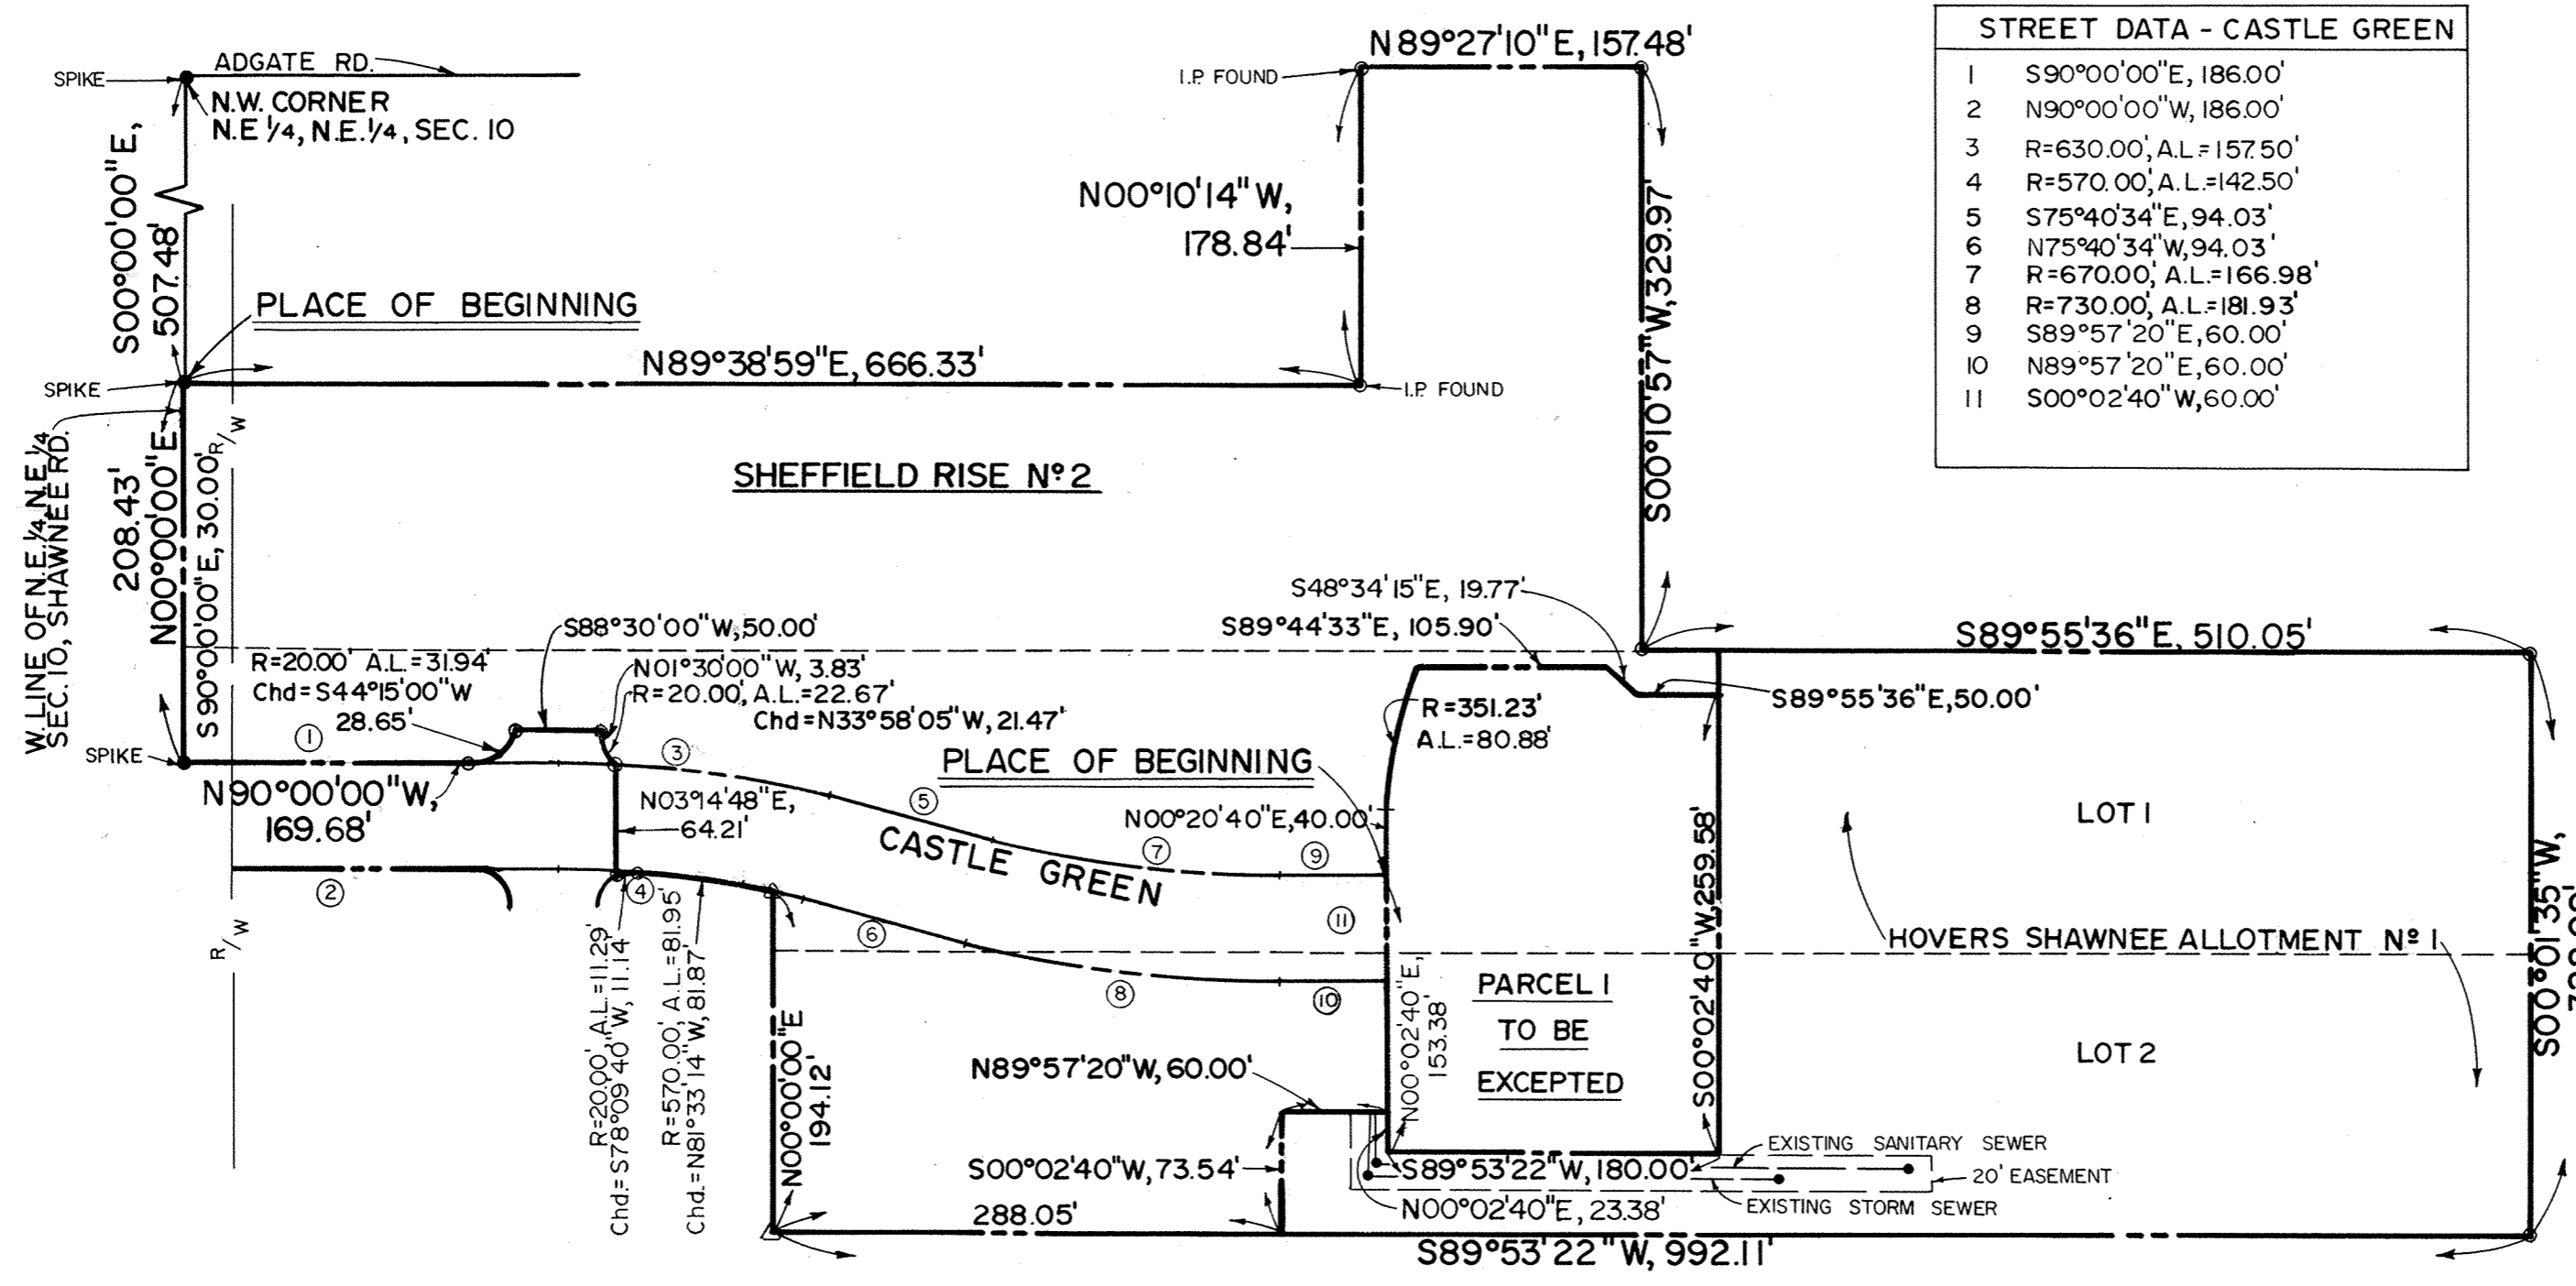 STREET DATA - CASTLE GREEN
1 S90°00'00"E, 186.00'
2 N90°00'00"W, 186.00'
3 R=630.00', A.L.=157.50'
4 R=570.00', A.L.=142.50'
5 S75°40'34"E, 94.03'
6 N75°40'34"W, 94.03'
7 R=670.00', A.L.=166.98'
8 R=730.00', A.L.=181.93'
9 S89°57'20"E, 60.00'
10 N89°57'20"E, 60.00'
11 S00°02'40"W, 60.00'
ADGATE RD.
SPIKE
N.W. CORNER
N.E 1/4, N.E. 1/4, SEC. 10
S00°00'00"E,
507.48'
N89°27'10"E, 157.48'
I.P. FOUND
N00°10'14"W,
178.84'
S00°10'57"W, 329.97'
PLACE OF BEGINNING
SPIKE
N89°38'59"E, 666.33'
I.P. FOUND
W. LINE OF N.E. 1/4, N.E 1/4
SEC. 10, SHAWNEE RD.
208.43'
N00°00'00"E
S90°00'00"E, 30.00'
R/W
SHEFFIELD RISE Nº 2
S48°34'15"E, 19.77'
S89°44'33"E, 105.90'
S89°55'36"E, 510.05'
S88°30'00"W, 50.00'
R=20.00' A.L.=31.94'
Chd=S44°15'00"W
28.65'
N01°30'00"W, 3.83'
R=20.00', A.L.=22.67'
Chd=N33°58'05"W, 21.47'
S89°55'36"E, 50.00'
R=351.23'
A.L.=80.88'
1
3
SPIKE
PLACE OF BEGINNING
N90°00'00"W,
169.68'
N03°14'48"E,
64.21'
5
N00°20'40"E, 40.00'
LOT 1
CASTLE GREEN
7
9
2
4
6
11
8
10
R/W
HOVERS SHAWNEE ALLOTMENT Nº 1
S00°01'35"W,
R=20.00', A.L.=11.29'
Chd.=S78°09'40"W, 11.14'
R=570.00', A.L.=81.95'
Chd.=N81°33'14"W, 81.87'
N00°00'00"E
194.12'
N00°02'40"E,
153.38'
PARCEL 1
TO BE
EXCEPTED
S00°02'40"W, 259.58'
LOT 2
N89°57'20"W, 60.00'
S00°02'40"W, 73.54'
S89°53'22"W, 180.00'
EXISTING SANITARY SEWER
20' EASEMENT
EXISTING STORM SEWER
N00°02'40"E, 23.38'
288.05'
S89°53'22"W, 992.11'